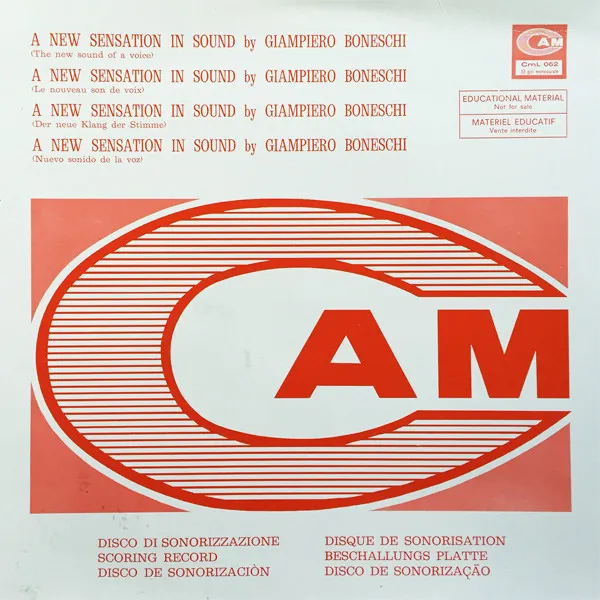 A NEW SENSATION IN SOUND by GIAMPIERO BONESCHI
(The new sound of a voice)
A NEW SENSATION IN SOUND by GIAMPIERO BONESCHI
(Le nouveau son de voix)
A NEW SENSATION IN SOUND by GIAMPIERO BONESCHI
(Der neue Klang der Stimme)
A NEW SENSATION IN SOUND by GIAMPIERO BONESCHI
(Nuevo sonido de la voz)
CAM
CmL 062
33 giri microsolco
EDUCATIONAL MATERIAL
Not for sale
MATERIEL EDUCATIF
Vente interdite
CAM
DISCO DI SONORIZZAZIONE
SCORING RECORD
DISCO DE SONORIZACIÒN
DISQUE DE SONORISATION
BESCHALLUNGS PLATTE
DISCO DE SONORIZAÇÃO